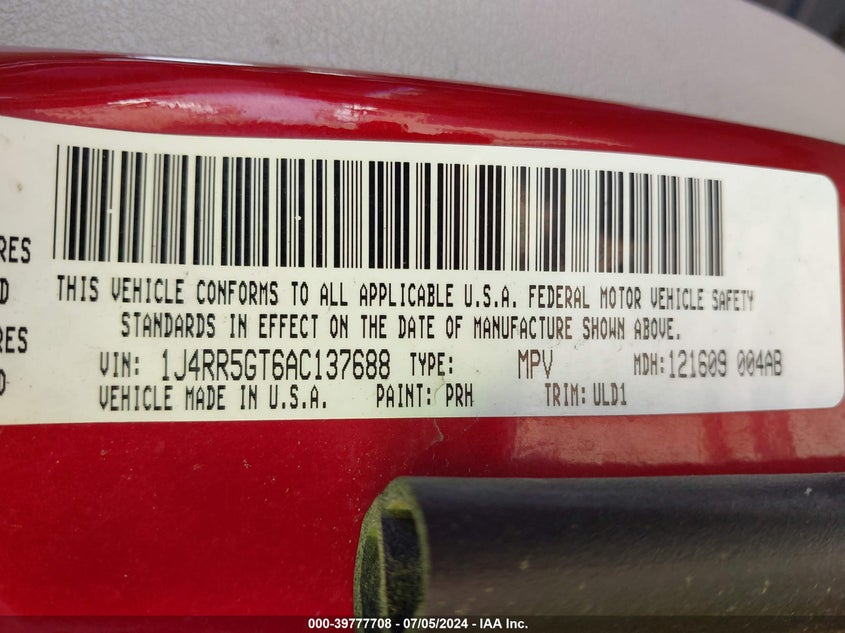 THIS VEHICLE CONFORMS TO ALL APPLICABLE U.S.A. FEDERAL MOTOR VEHICLE SAFETY
STANDARDS IN EFFECT ON THE DATE OF MANUFACTURE SHOWN ABOVE.
VIN: 1J4RR5GT6AC137688 TYPE: MPV MDH: 121609 004AB
VEHICLE MADE IN U.S.A. PAINT: PRH TRIM: ULD1
000-39777708 - 07/05/2024 - IAA Inc.